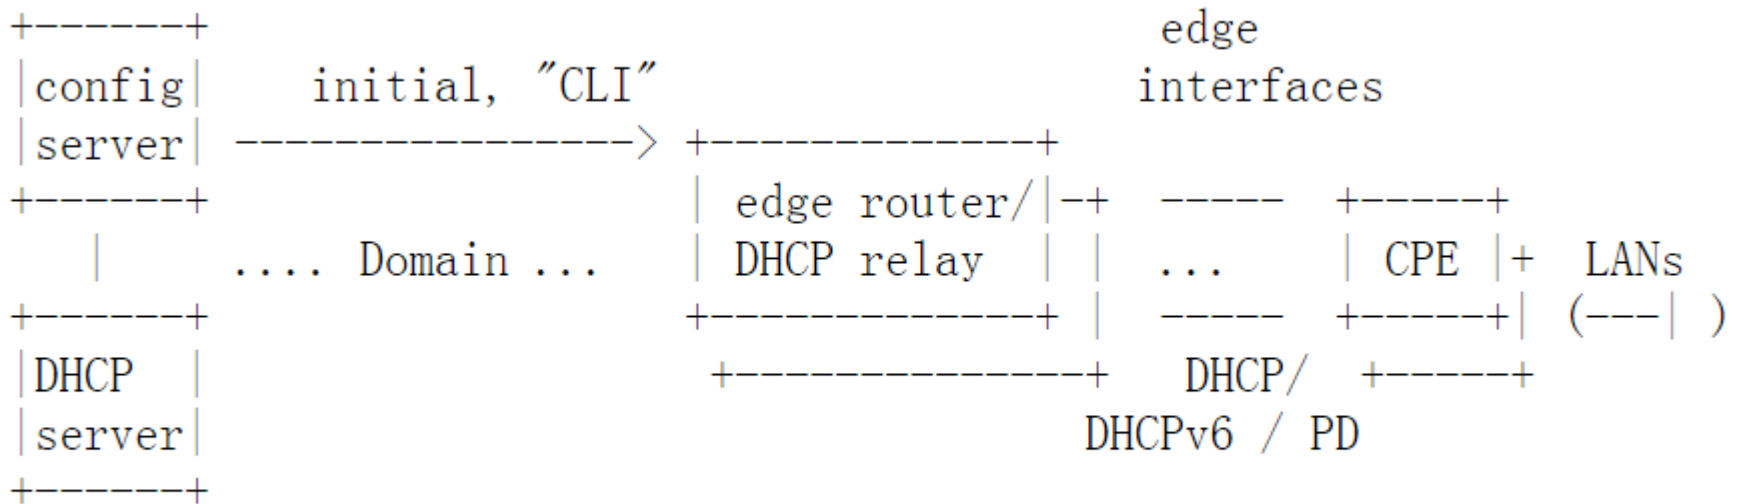 +------+                                      edge
|config|     initial, "CLI"                   interfaces
|server| ----------------> +-------------+
+------+                       | edge router/|-+  -----  +-----+
   |     .... Domain ...       | DHCP relay  | |  ...    | CPE |+  LANs
+------+                       +-------------+ |  -----  +-----+| (---| )
|DHCP  |                        +--------------+   DHCP/  +-----+
|server|                                       DHCPv6 / PD
+------+